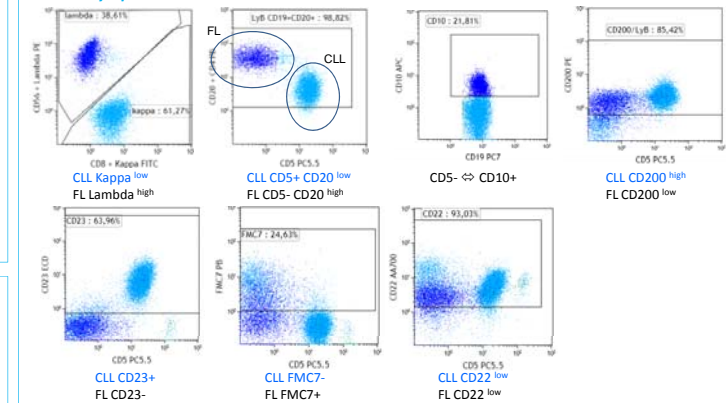 lambda : 38,61%
CD56 + Lambda PE
kappa : 61,27%
CD8 + Kappa FITC
CLL Kappa low
FL Lambda high
FL
LyB CD19+CD20+ : 98,82%
CLL
CD5 PC5.5
CLL CD5+ CD20 low
FL CD5- CD20 high
CD10 : 21,81%
CD10 APC
CD19 PC7
CD5- ⇔ CD10+
CD200/LyB : 85,42%
CD200 PE
CD5 PC5.5
CLL CD200 high
FL CD200 low
CD23 : 63,96%
CD23 ECD
CD5 PC5.5
CLL CD23+
FL CD23-
FMC7 : 24,63%
FMC7 PB
CD5 PC5.5
CLL FMC7-
FL FMC7+
CD22 : 93,03%
CD22 AA700
CD5 PC5.5
CLL CD22 low
FL CD22 low